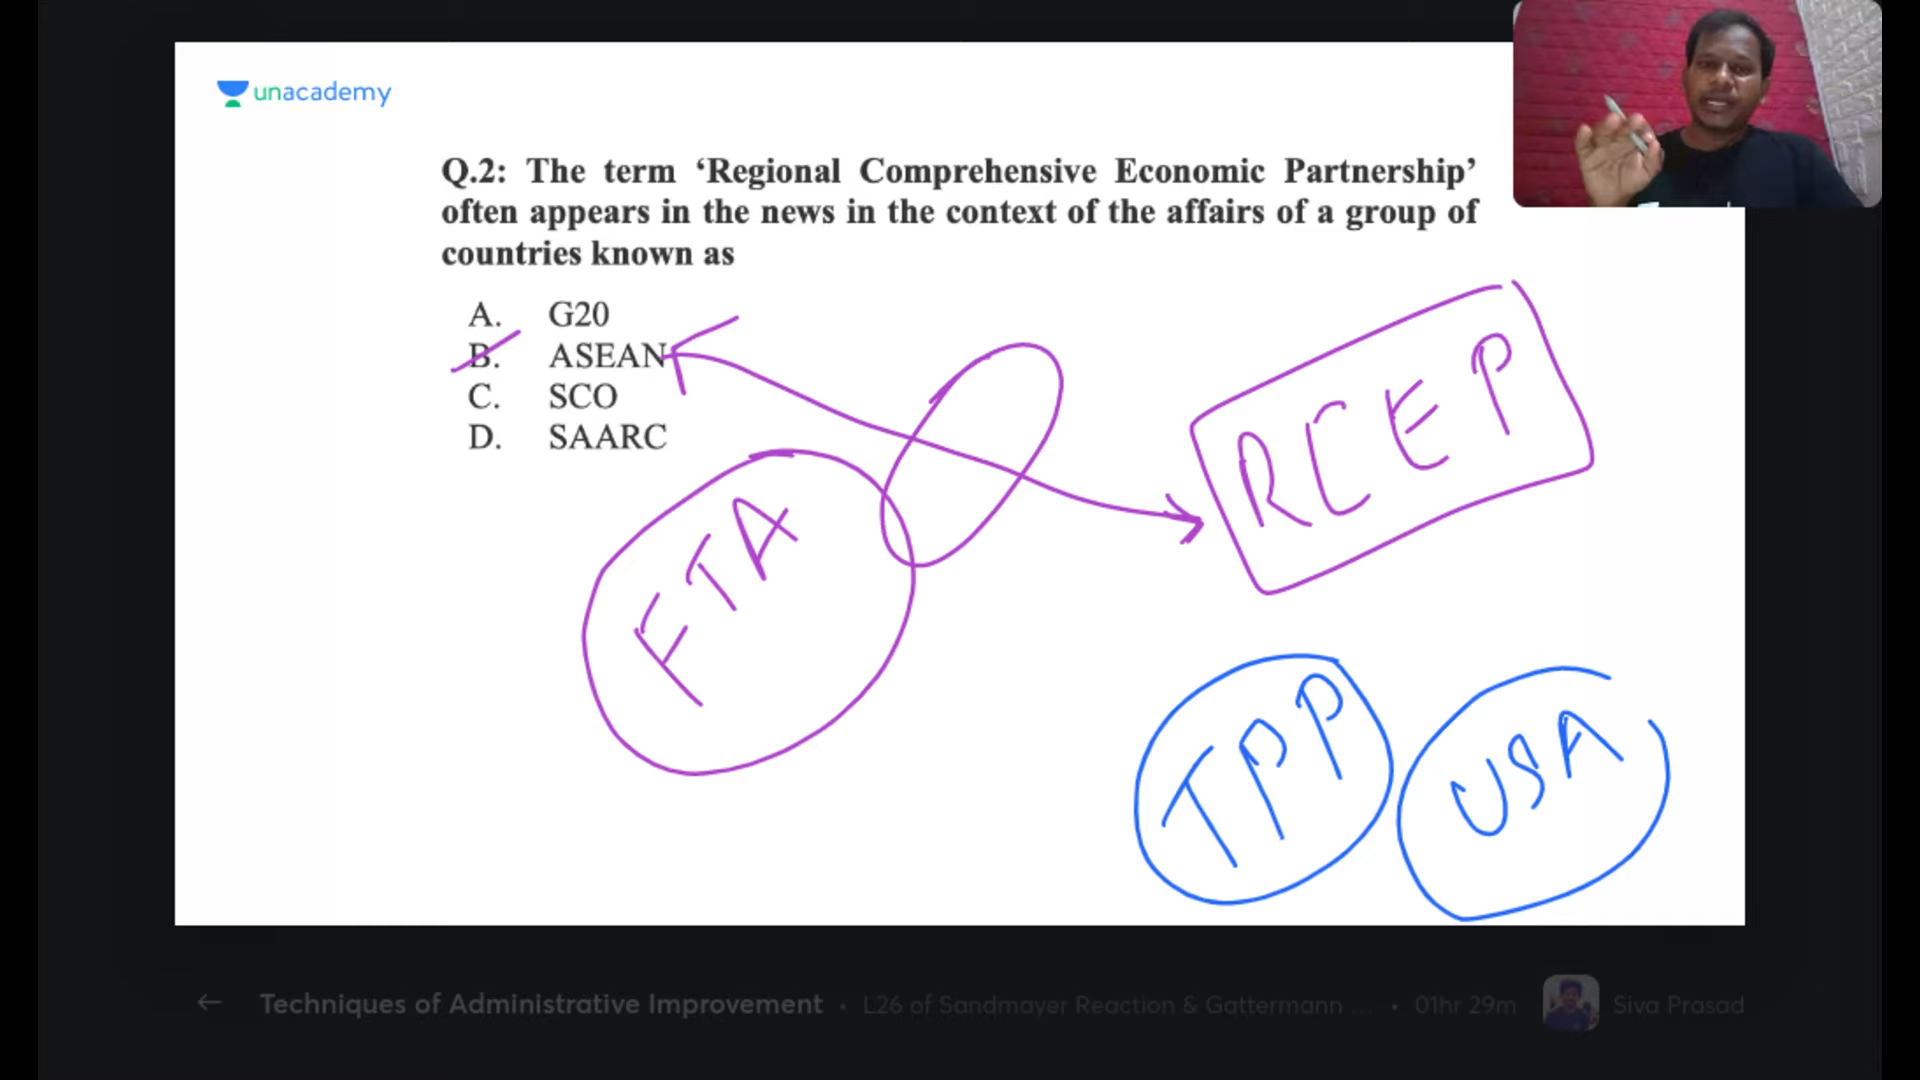 unacademy
Q.2: The term ‘Regional Comprehensive Economic Partnership’
often appears in the news in the context of the affairs of a group of
countries known as
A. G20
B. ASEAN
C. SCO
D. SAARC
RCEP
FTA
TPP
USA
Techniques of Administrative Improvement • L26 of Sandmayer Reaction & Gattermann ... • 01hr 29m Siva Prasad